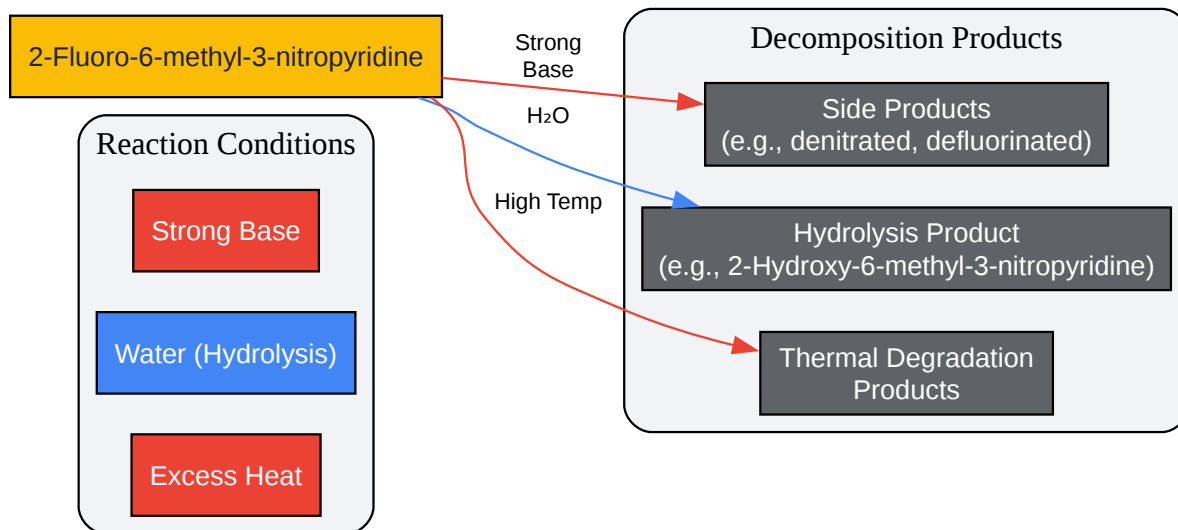 2-Fluoro-6-methyl-3-nitropyridine
Reaction Conditions
Strong Base
Water (Hydrolysis)
Excess Heat
Strong
Base
H₂O
High Temp
Decomposition Products
Side Products
(e.g., denitrated, defluorinated)
Hydrolysis Product
(e.g., 2-Hydroxy-6-methyl-3-nitropyridine)
Thermal Degradation
Products